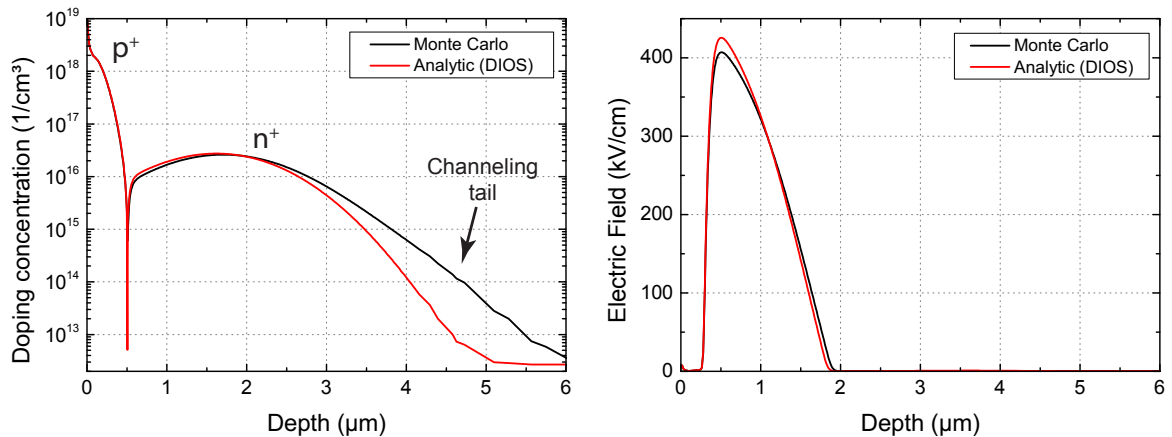 10¹⁹
10¹⁸
10¹⁷
10¹⁶
10¹⁵
10¹⁴
10¹³
Doping concentration (1/cm³)
p⁺
n⁺
Monte Carlo
Analytic (DIOS)
Channeling
tail
0 1 2 3 4 5 6
Depth (µm)
400
300
200
100
0
Electric Field (kV/cm)
Monte Carlo
Analytic (DIOS)
0 1 2 3 4 5 6
Depth (µm)